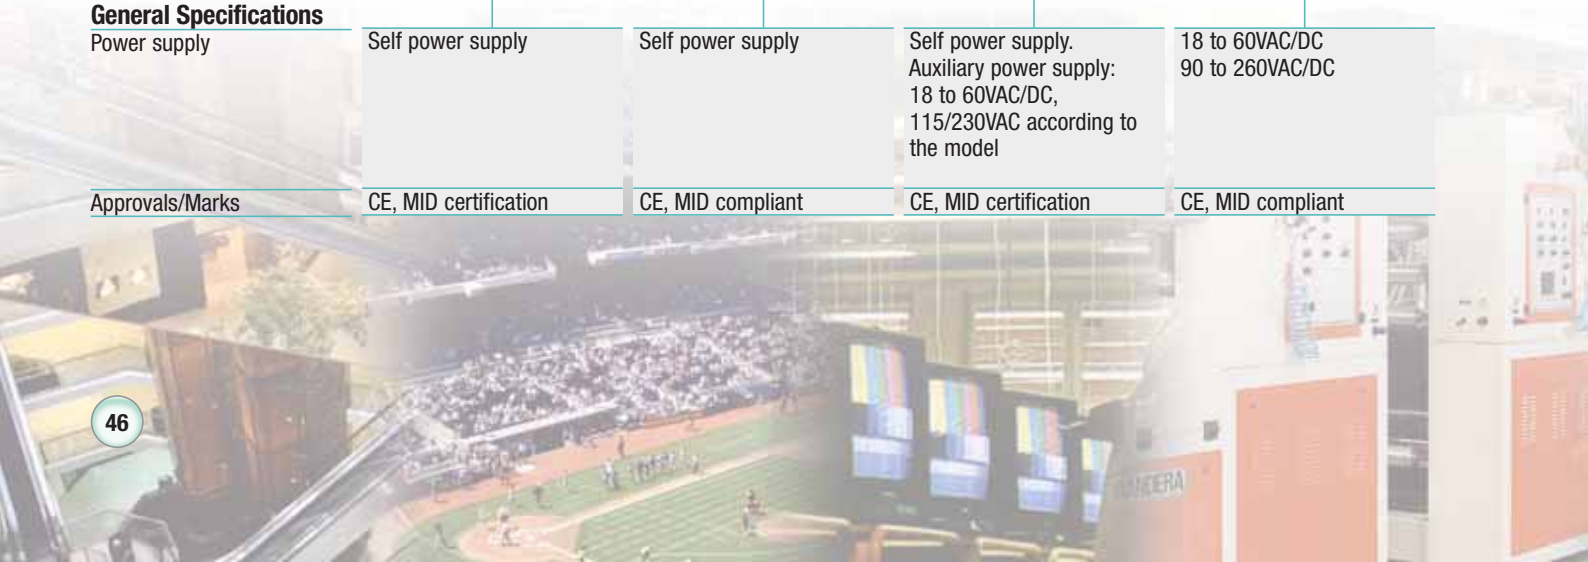 General Specifications
Power supply
Self power supply
Self power supply
Self power supply.
Auxiliary power supply:
18 to 60VAC/DC,
115/230VAC according to
the model
18 to 60VAC/DC
90 to 260VAC/DC
Approvals/Marks
CE, MID certification
CE, MID compliant
CE, MID certification
CE, MID compliant
46